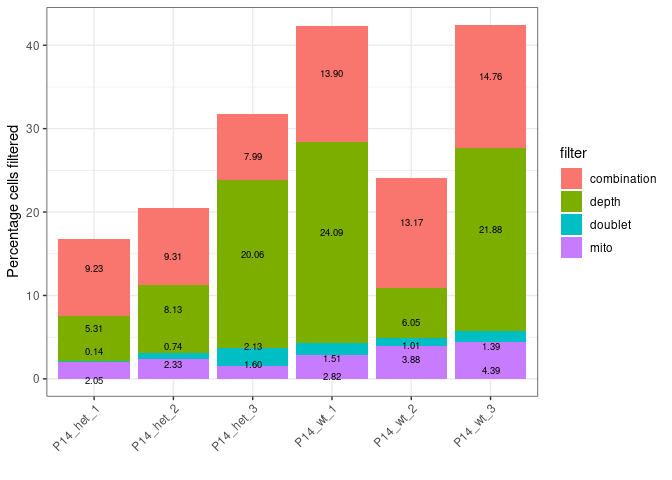 Percentage cells filtered
40
30
20
10
0
9.23
5.31
0.14
2.05
9.31
8.13
0.74
2.33
7.99
20.06
2.13
1.60
13.90
24.09
1.51
2.82
13.17
6.05
1.01
3.88
14.76
21.88
1.39
4.39
P14_het_1
P14_het_2
P14_het_3
P14_wt_1
P14_wt_2
P14_wt_3
filter
combination
depth
doublet
mito